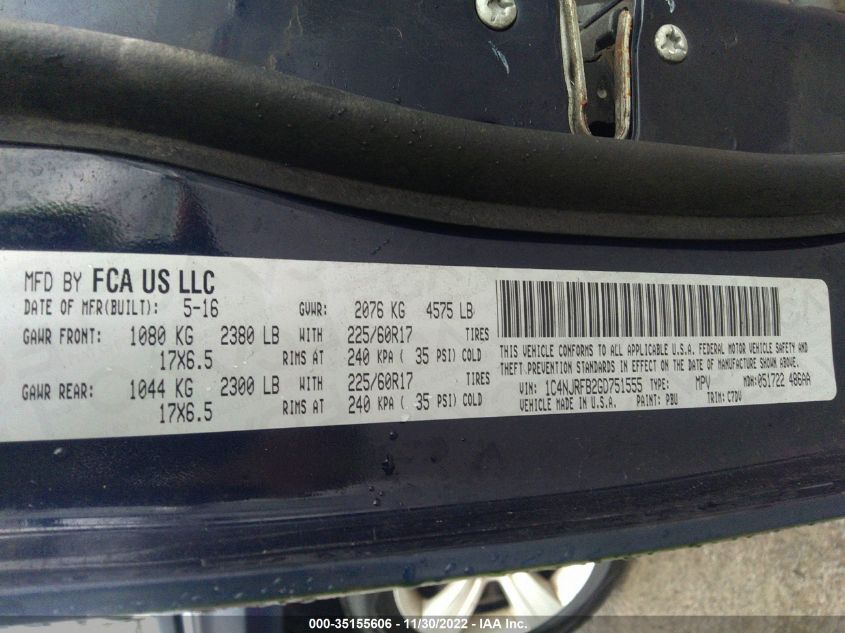 MFD BY FCA US LLC
DATE OF MFR(BUILT): 5-16 GVWR: 2076 KG 4575 LB
GAWR FRONT: 1080 KG 2380 LB WITH 225/60R17 TIRES
17X6.5 RIMS AT 240 KPA ( 35 PSI) COLD
GAWR REAR: 1044 KG 2300 LB WITH 225/60R17 TIRES
17X6.5 RIMS AT 240 KPA ( 35 PSI) COLD
THIS VEHICLE CONFORMS TO ALL APPLICABLE U.S.A. FEDERAL MOTOR VEHICLE SAFETY AND
THEFT PREVENTION STANDARDS IN EFFECT ON THE DATE OF MANUFACTURE SHOWN ABOVE.
VIN: 1C4NJRFB2GD751555 TYPE: MPV MDH: 051722 486AA
VEHICLE MADE IN U.S.A. PAINT: PBU TRIM: C7DV
000-35155606 - 11/30/2022 - IAA Inc.